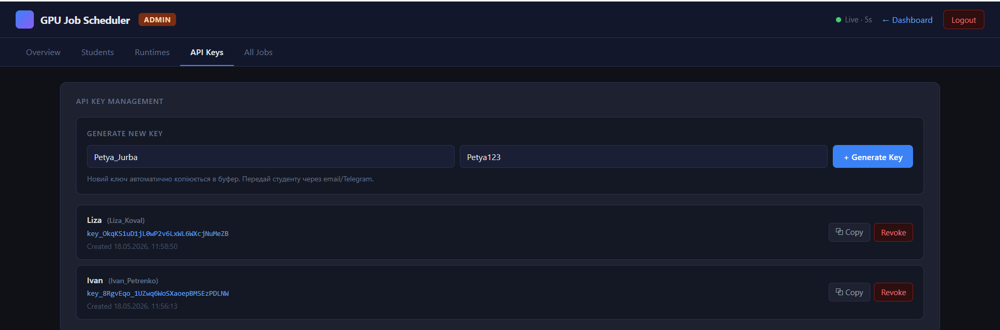 GPU Job Scheduler ADMIN Live · 5s ← Dashboard Logout
Overview Students Runtimes API Keys All Jobs
API KEY MANAGEMENT
GENERATE NEW KEY
Petya_Jurba Petya123 + Generate Key
Новий ключ автоматично копіюється в буфер. Передай студенту через email/Telegram.
Liza (Liza_Koval)
key_OkqKS1uD1jL0wP2v6LxWL6WXcjNuMeZB Copy Revoke
Created 18.05.2026, 11:58:50
Ivan (Ivan_Petrenko)
key_8RgvEqo_1UZwq6WoSXaoepBMSEzPDLNW Copy Revoke
Created 18.05.2026, 11:56:13